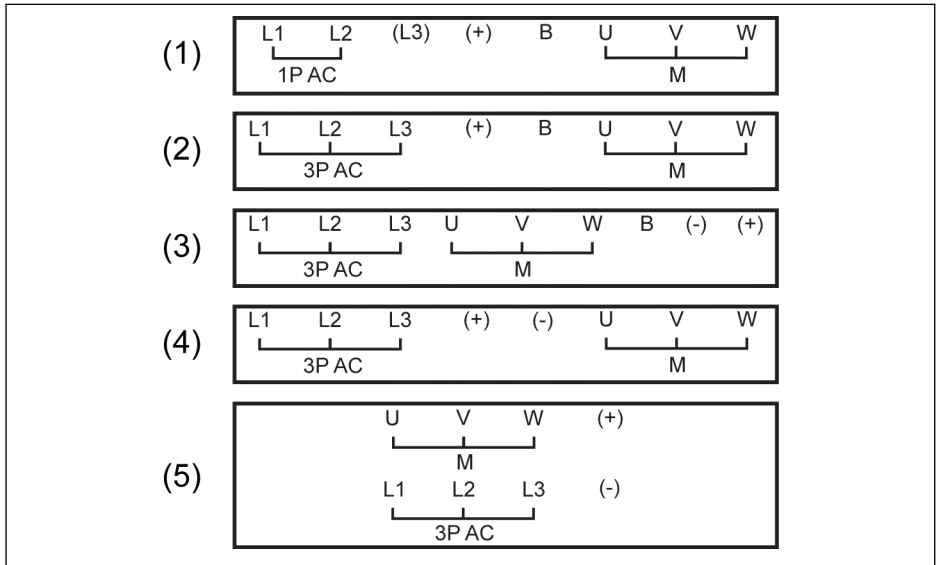 (1) L1 L2 (L3) (+) B U V W
1P AC M
(2) L1 L2 L3 (+) B U V W
3P AC M
(3) L1 L2 L3 U V W B (-) (+)
3P AC M
(4) L1 L2 L3 (+) (-) U V W
3P AC M
(5) U V W (+)
M
L1 L2 L3 (-)
3P AC